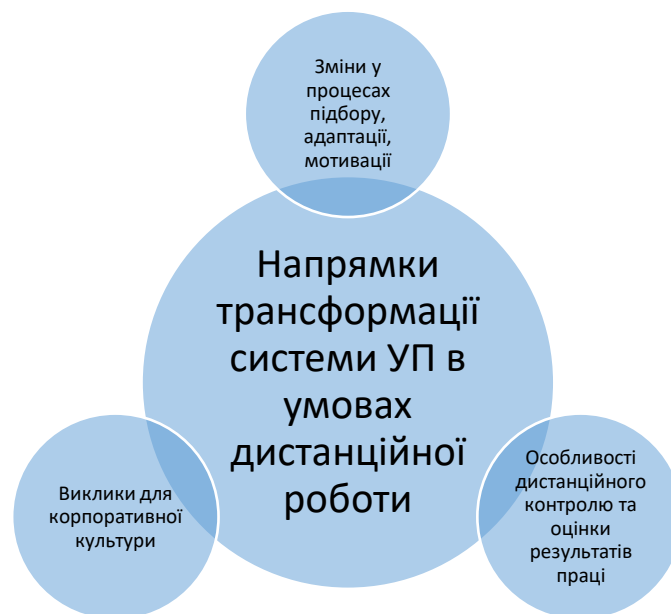 Зміни у
процесах
підбору,
адаптації,
мотивації
Напрямки
трансформації
системи УП в
умовах
дистанційної
роботи
Виклики для
корпоративної
культури
Особливості
дистанційного
контролю та
оцінки
результатів
праці